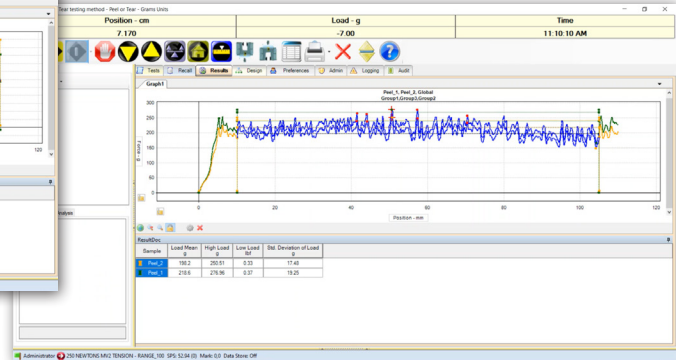 Tear testing method - Peel or Tear - Grams Units
Position - cm Load - g Time
7.170 -7.00 11:10:10 AM
Tests Recall Results Design Preferences Admin Logging Audit
Graph1
Peel_1, Peel_2, Global
Group1,Group3,Group2
300
250
200
150
100
50
0
Force - g
0 20 40 60 80 100 120
Position - mm
120
Analysis
ResultDoc
Sample Load Mean g High Load g Low Load lbf Std. Deviation of Load g
Peel_2 199.2 250.51 0.33 17.48
Peel_1 218.6 276.96 0.37 19.25
Administrator 250 NEWTONS MV2 TENSION - RANGE_100 SPS: 52.84 (0) Mark: 0,0 Data Store: Off